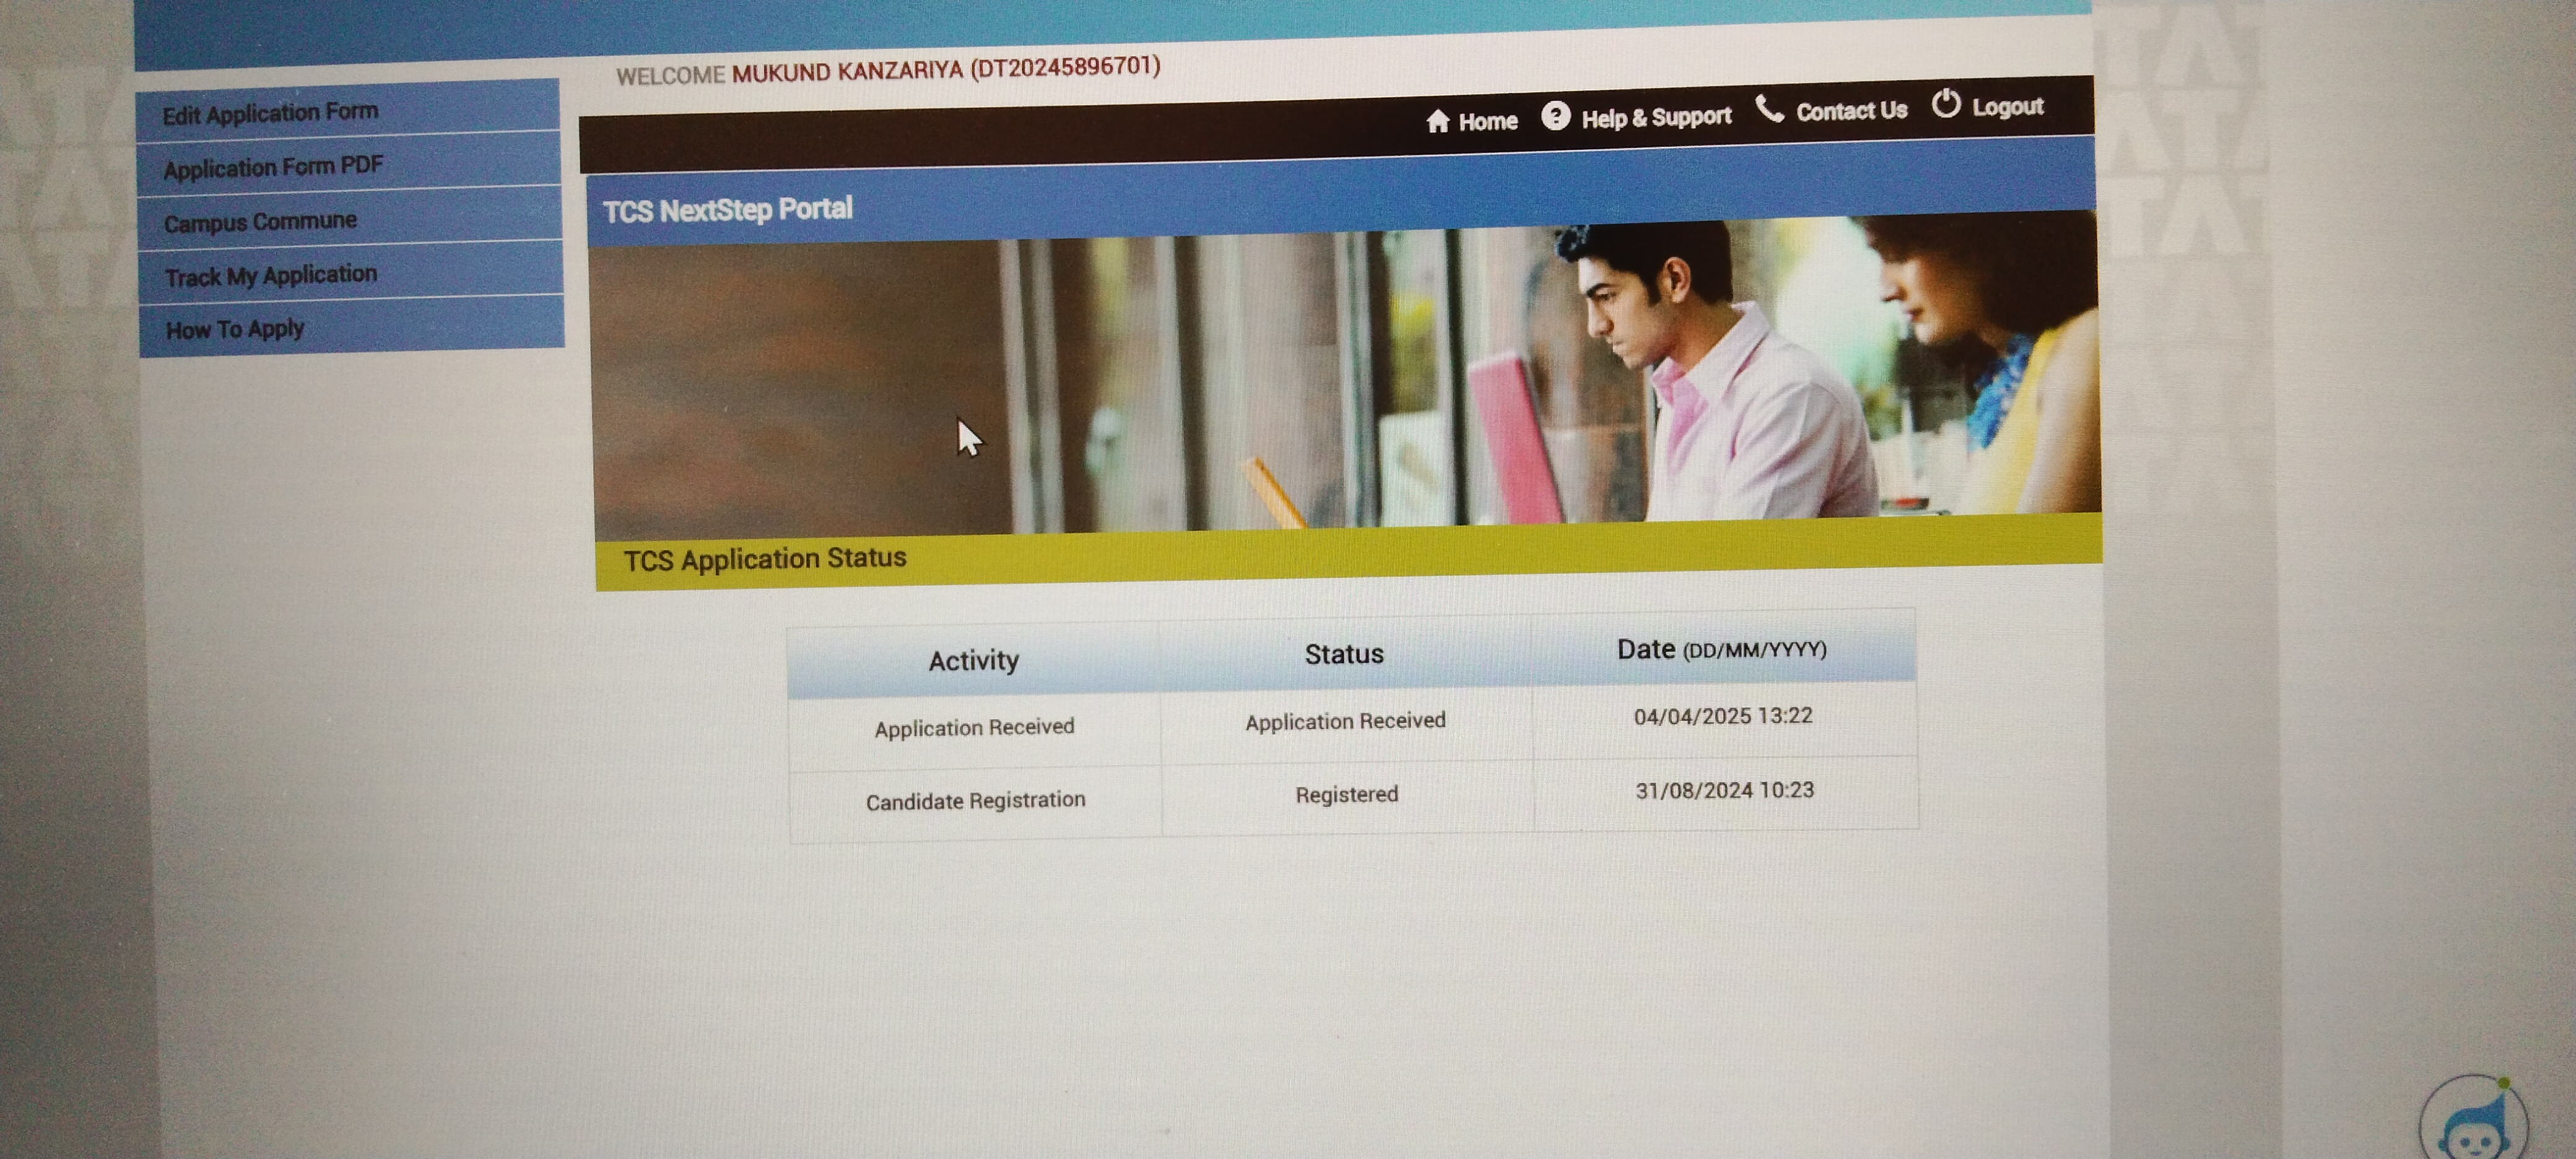 WELCOME MUKUND KANZARIYA (DT20245896701)
Edit Application Form
Application Form PDF
Campus Commune
Track My Application
How To Apply
Home Help & Support Contact Us Logout
TCS NextStep Portal
TCS Application Status
Activity Status Date (DD/MM/YYYY)
Application Received Application Received 04/04/2025 13:22
Candidate Registration Registered 31/08/2024 10:23